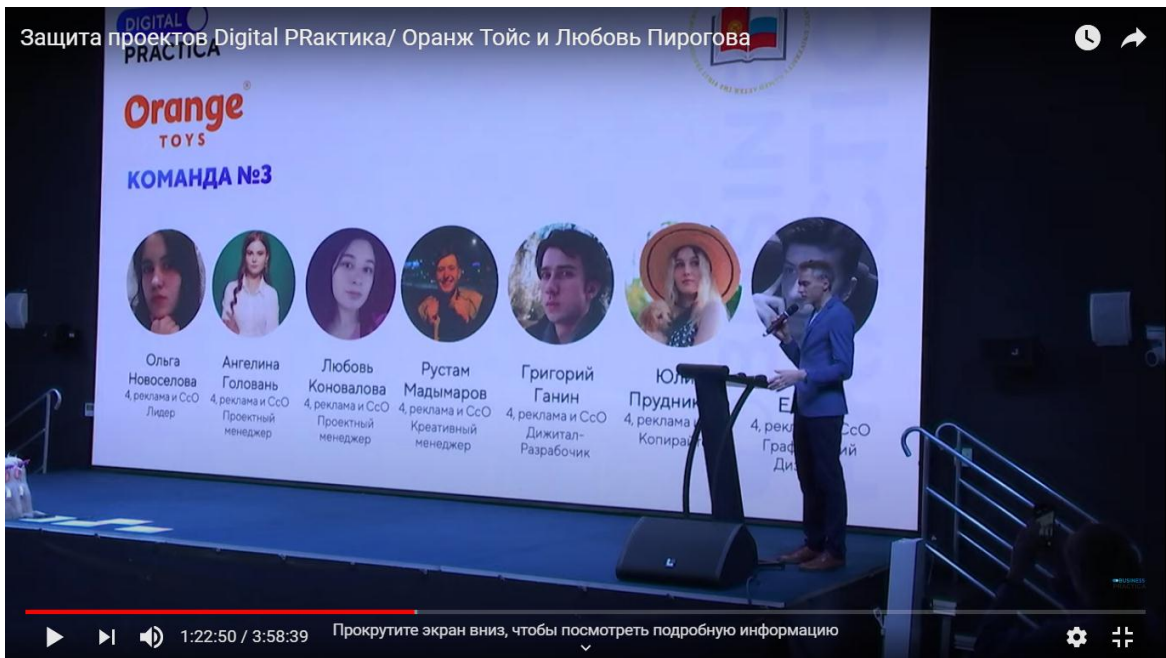 Защита проектов Digital PRактика/ Оранж Тойс и Любовь Пирогова
DIGITAL
PRACTICA
Orange®
TOYS
КОМАНДА №3
Ольга
Новоселова
4, реклама и СсО
Лидер
Ангелина
Головань
4, реклама и СсО
Проектный
менеджер
Любовь
Коновалова
4, реклама и СсО
Проектный
менеджер
Рустам
Мадымаров
4, реклама и СсО
Креативный
менеджер
Григорий
Ганин
4, реклама и СсО
Дижитал-
Разрабочик
4, реклама
4,
СсО
BUSINESS
PRACTICA
1:22:50 / 3:58:39
Прокрутите экран вниз, чтобы посмотреть подробную информацию